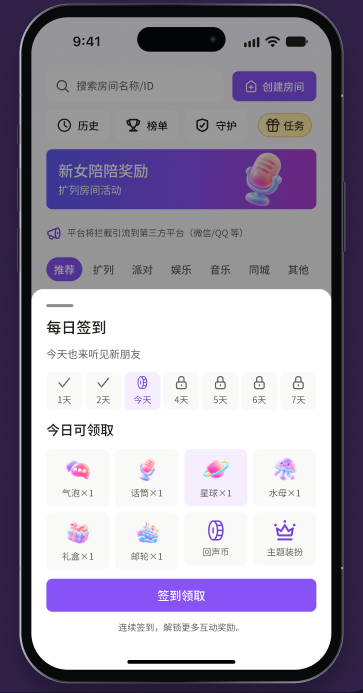 9:41
搜索房间名称/ID
创建房间
历史 榜单 守护 任务
新女陪陪奖励
扩列房间活动
平台将拦截引流到第三方平台（微信/QQ 等）
推荐 扩列 派对 娱乐 音乐 同城 其他
每日签到
今天也来听见新朋友
1天 2天 今天 4天 5天 6天 7天
今日可领取
气泡×1 话筒×1 星球×1 水母×1
礼盒×1 邮轮×1 回声币 主题装扮
签到领取
连续签到，解锁更多互动奖励。